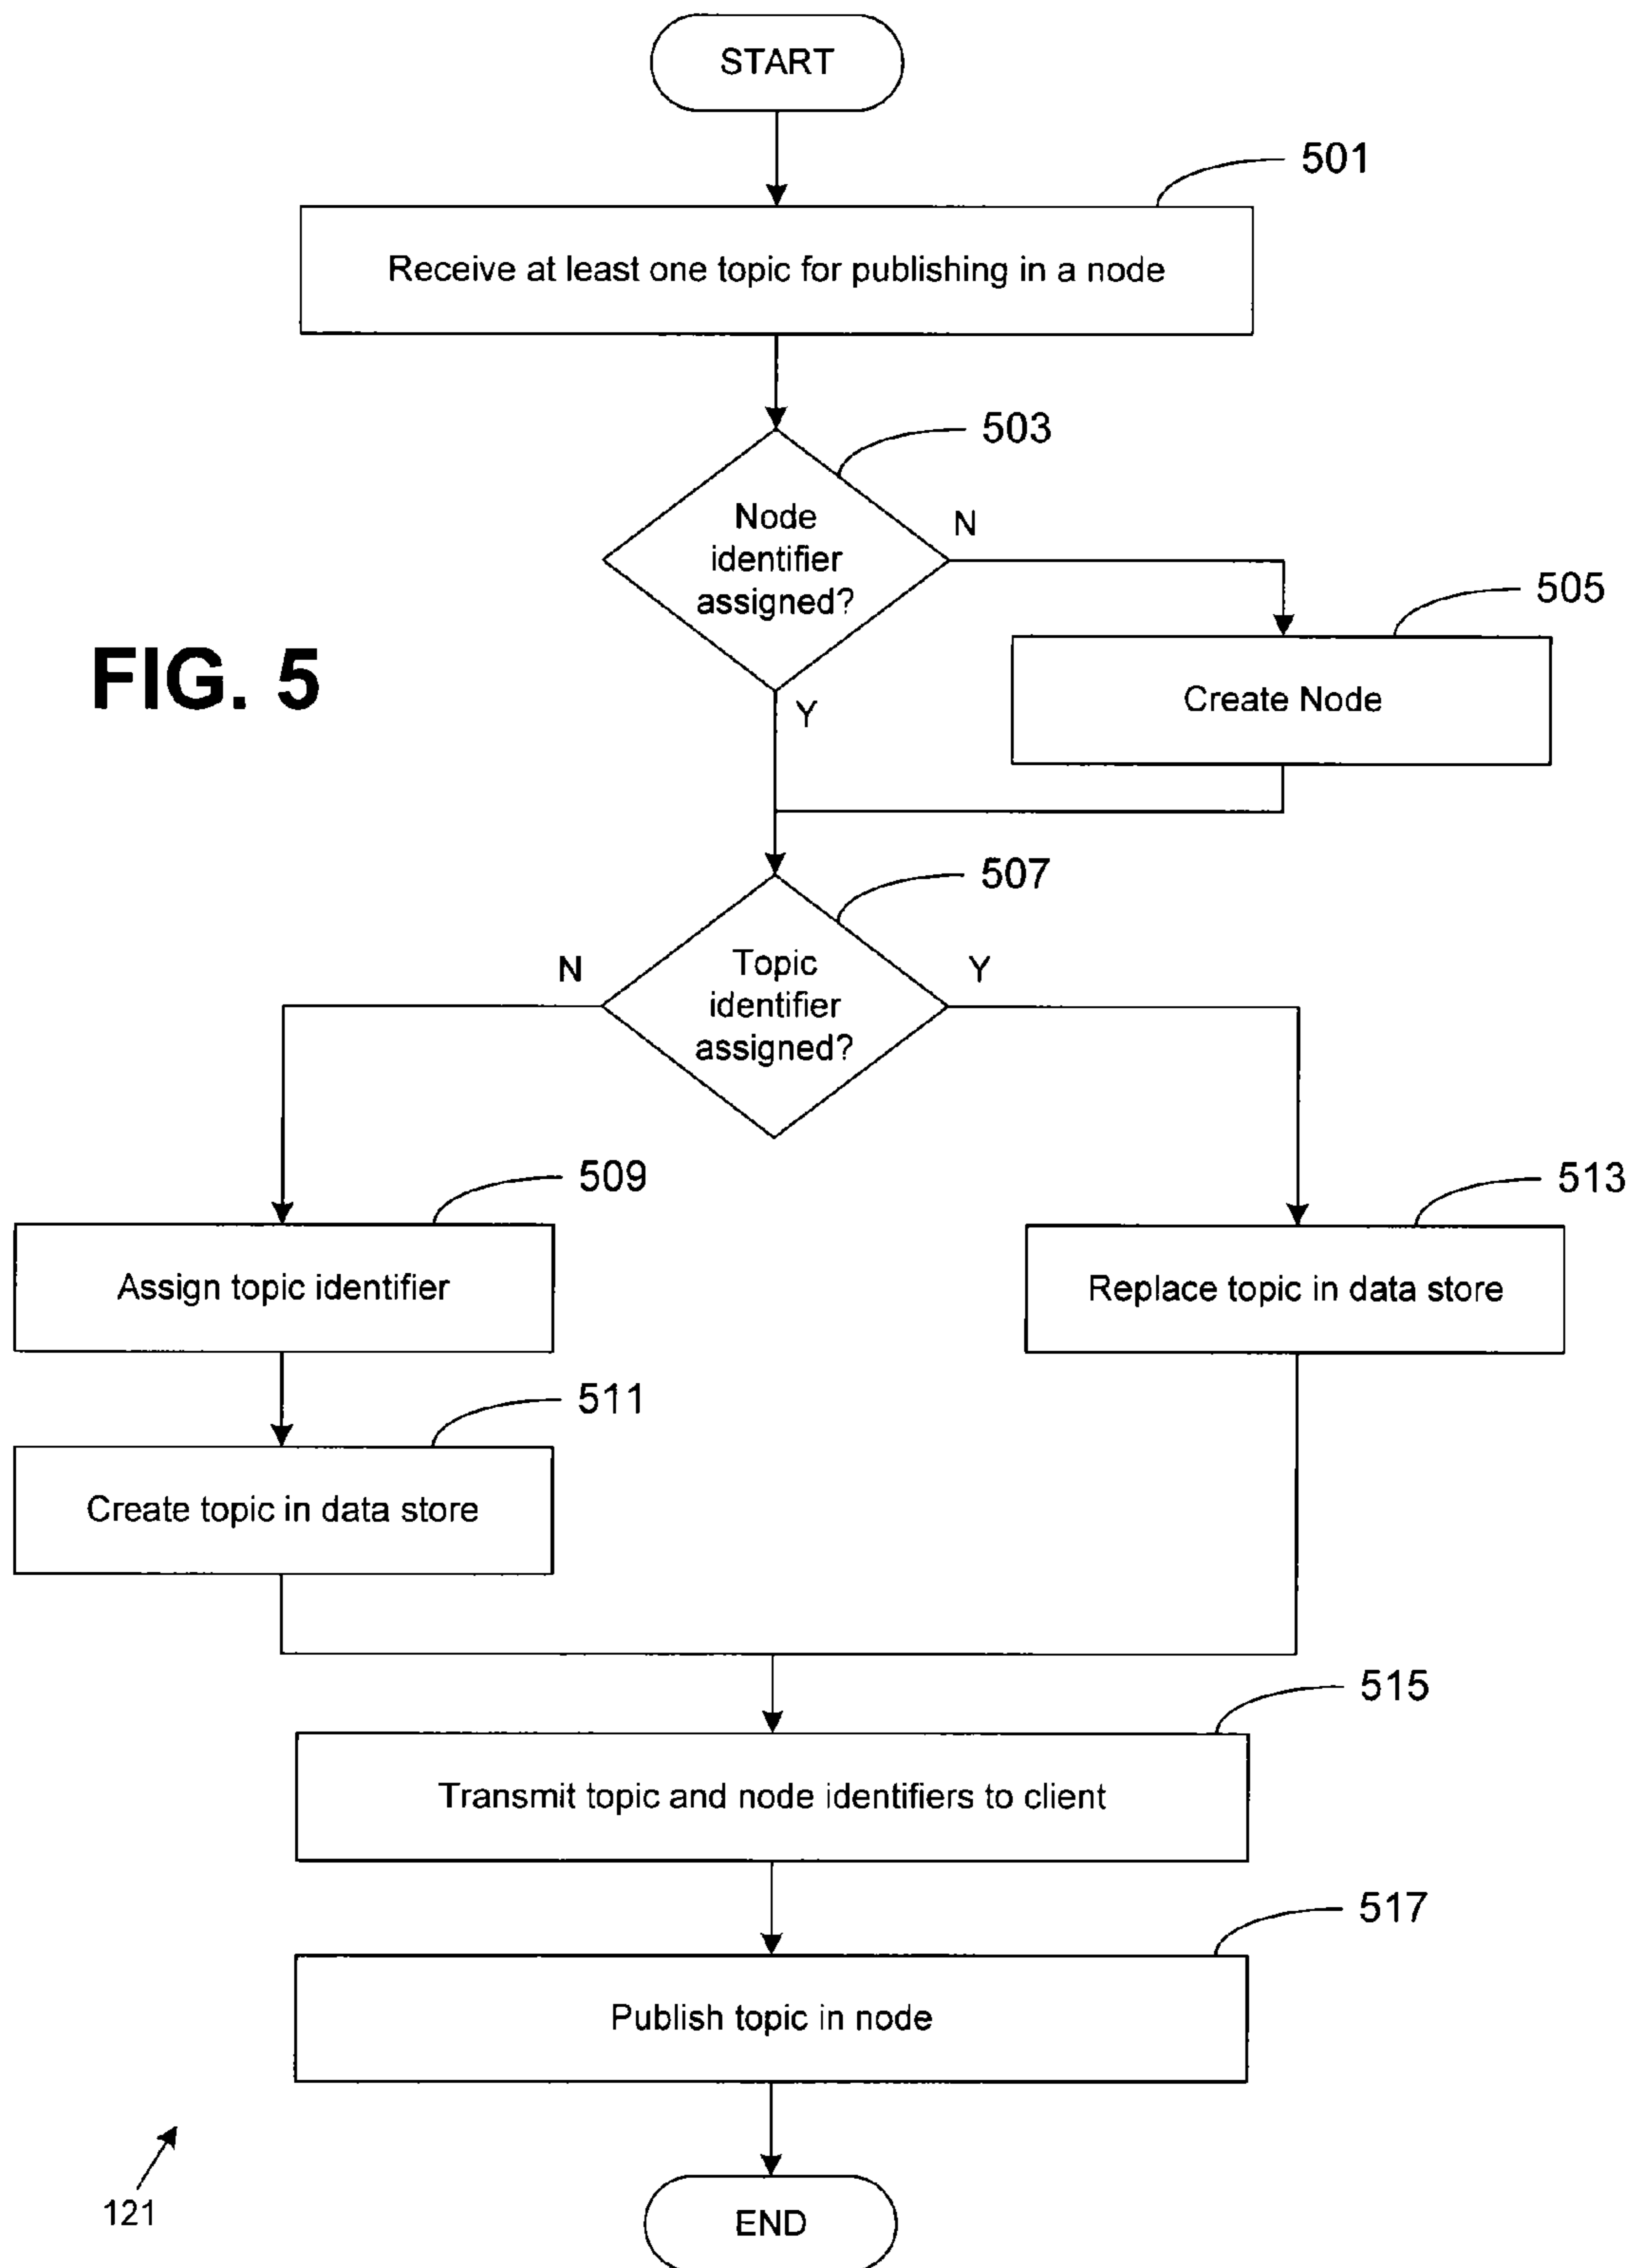 START
501
Receive at least one topic for publishing in a node
503
Node
identifier
assigned?
N
505
Create Node
FIG. 5
Y
507
N
Topic
identifier
assigned?
Y
509
513
Assign topic identifier
Replace topic in data store
511
Create topic in data store
515
Transmit topic and node identifiers to client
517
Publish topic in node
121
END